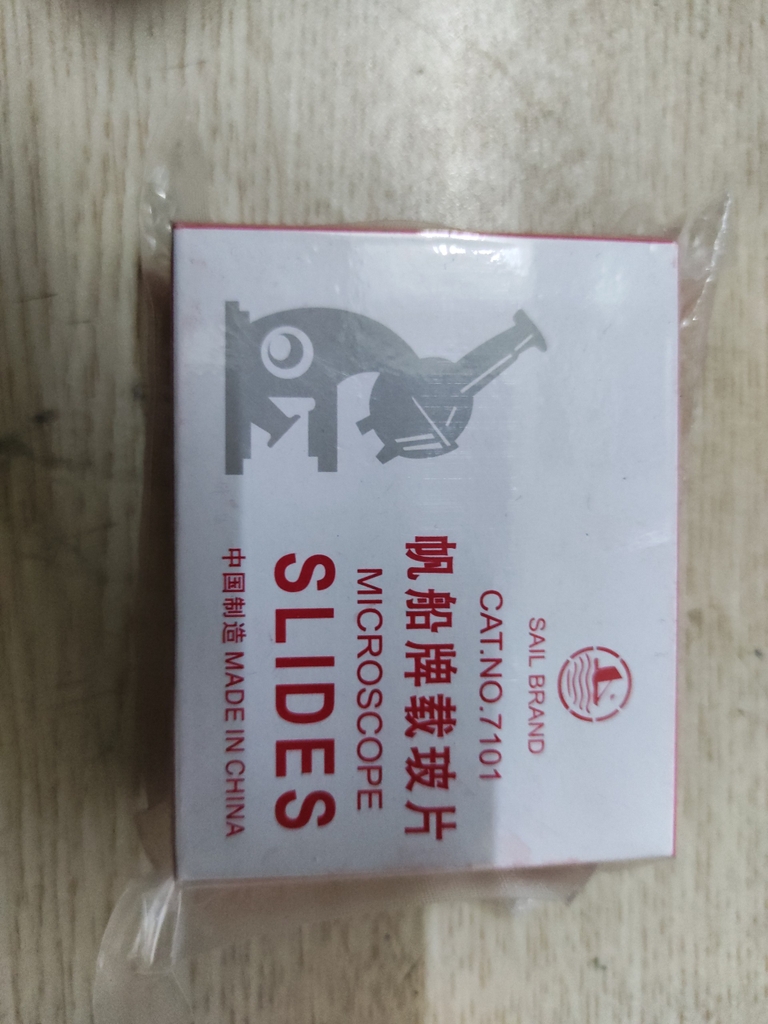 SAIL BRAND
CAT.NO.7101
帆船牌载玻片
MICROSCOPE
SLIDES
中国制造 MADE IN CHINA